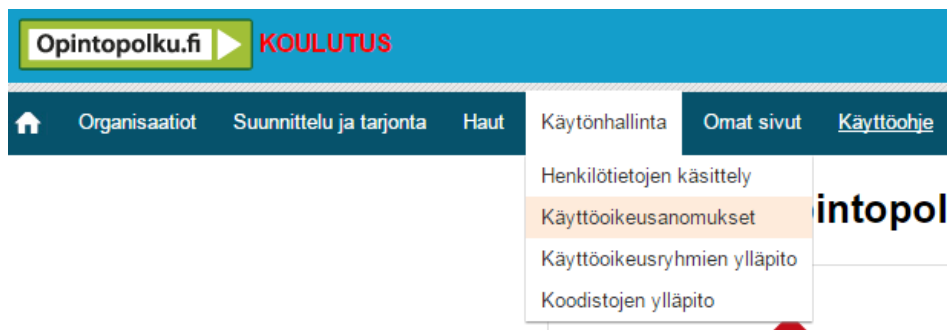 Opintopolku.fi KOULUTUS
Organisaatiot Suunnittelu ja tarjonta Haut Käytönhallinta Omat sivut Käyttöohje
Henkilötietojen käsittely
Käyttöoikeusanomukset
intopol
Käyttöoikeusryhmien ylläpito
Koodistojen ylläpito